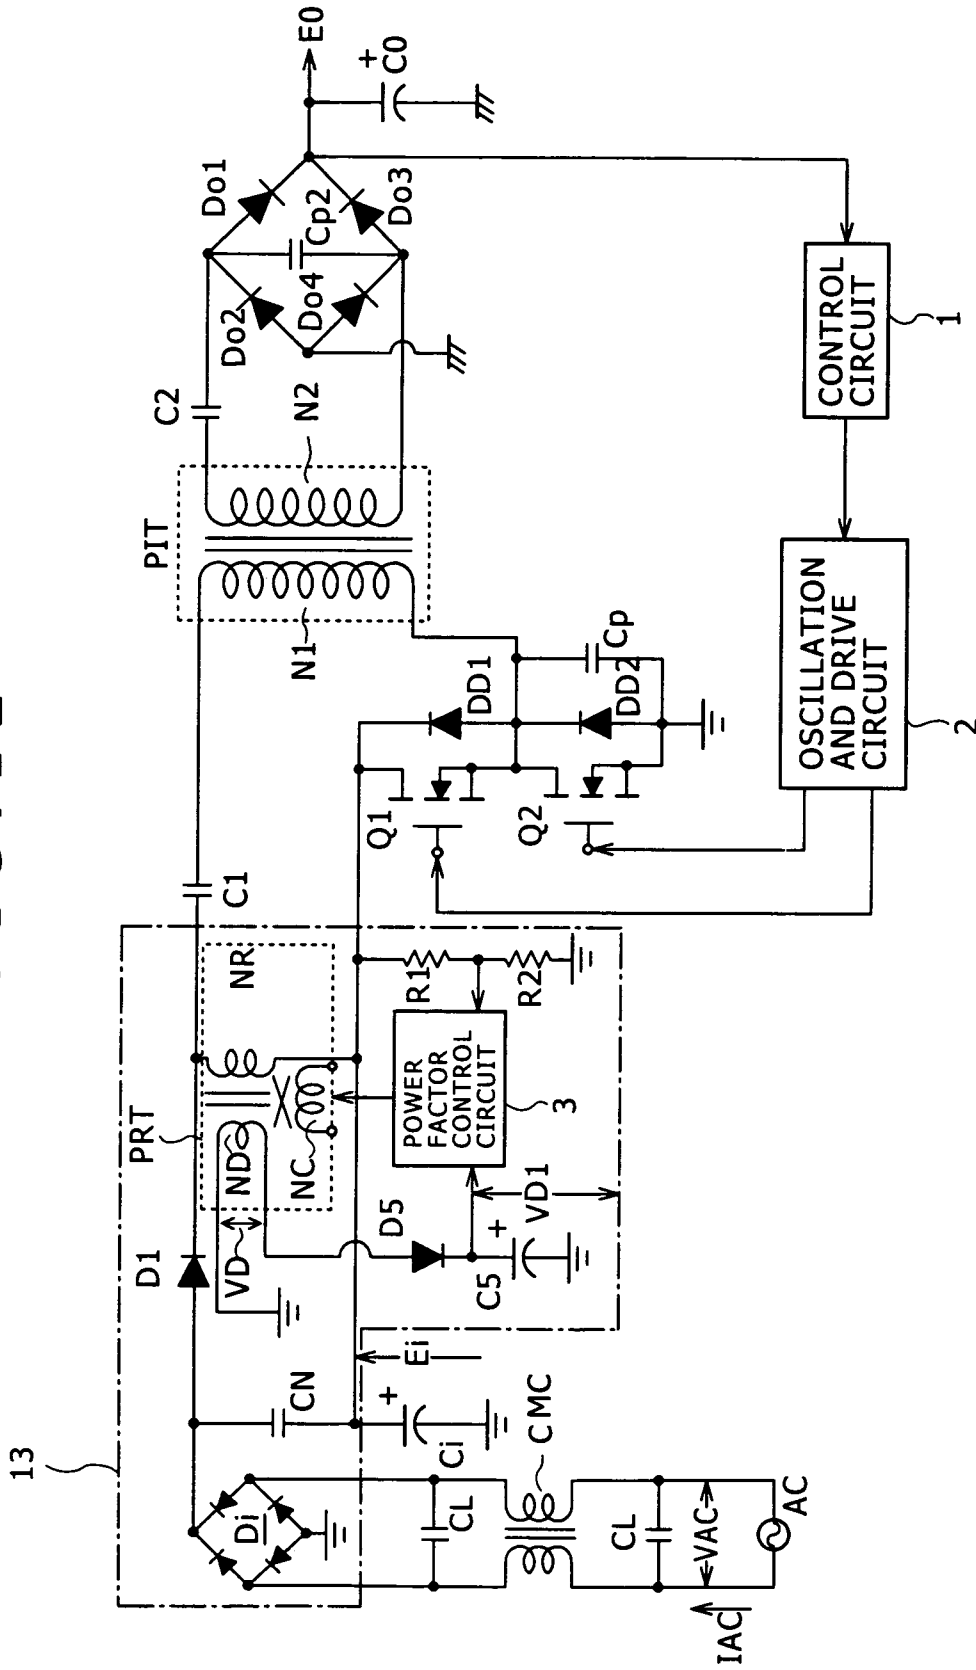 13
Di
CN
D1
PRT
ND
NR
NC
VD
C1
PIT
N1
N2
C2
Do1
Do2
Do3
Do4
Cp2
E0
+
C0
Ei
+
Ci
D5
C5
+
VD1
POWER
FACTOR
CONTROL
CIRCUIT
3
R1
R2
Q1
Q2
DD1
DD2
Cp
CL
CMC
CL
VAC
AC
IAC
OSCILLATION
AND DRIVE
CIRCUIT
2
CONTROL
CIRCUIT
1